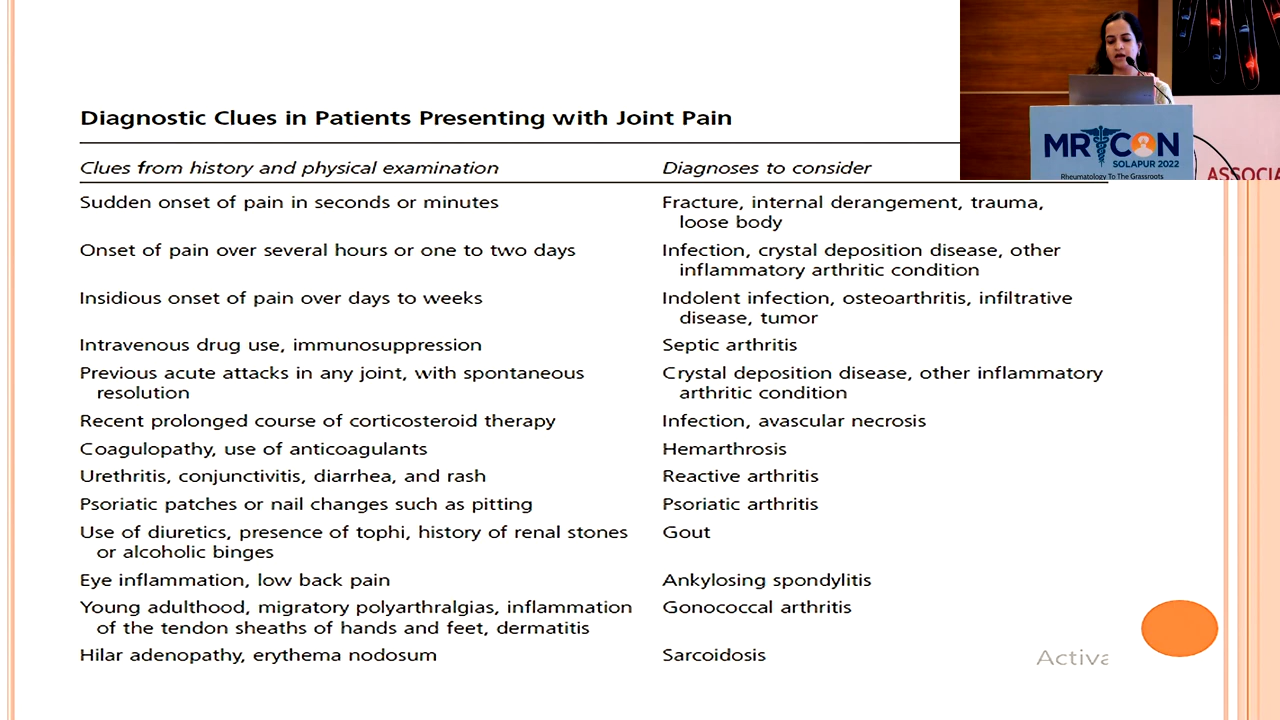 Diagnostic Clues in Patients Presenting with Joint Pain
Clues from history and physical examination
Diagnoses to consider
Sudden onset of pain in seconds or minutes
Fracture, internal derangement, trauma,
loose body
Onset of pain over several hours or one to two days
Infection, crystal deposition disease, other
inflammatory arthritic condition
Insidious onset of pain over days to weeks
Indolent infection, osteoarthritis, infiltrative
disease, tumor
Intravenous drug use, immunosuppression
Septic arthritis
Previous acute attacks in any joint, with spontaneous
resolution
Crystal deposition disease, other inflammatory
arthritic condition
Recent prolonged course of corticosteroid therapy
Infection, avascular necrosis
Coagulopathy, use of anticoagulants
Hemarthrosis
Urethritis, conjunctivitis, diarrhea, and rash
Reactive arthritis
Psoriatic patches or nail changes such as pitting
Psoriatic arthritis
Use of diuretics, presence of tophi, history of renal stones
or alcoholic binges
Gout
Eye inflammation, low back pain
Ankylosing spondylitis
Young adulthood, migratory polyarthralgias, inflammation
of the tendon sheaths of hands and feet, dermatitis
Gonococcal arthritis
Hilar adenopathy, erythema nodosum
Sarcoidosis
Activa
MRCON
SOLAPUR 2022
Rheumatology To The Grassroots
ASSOCIA